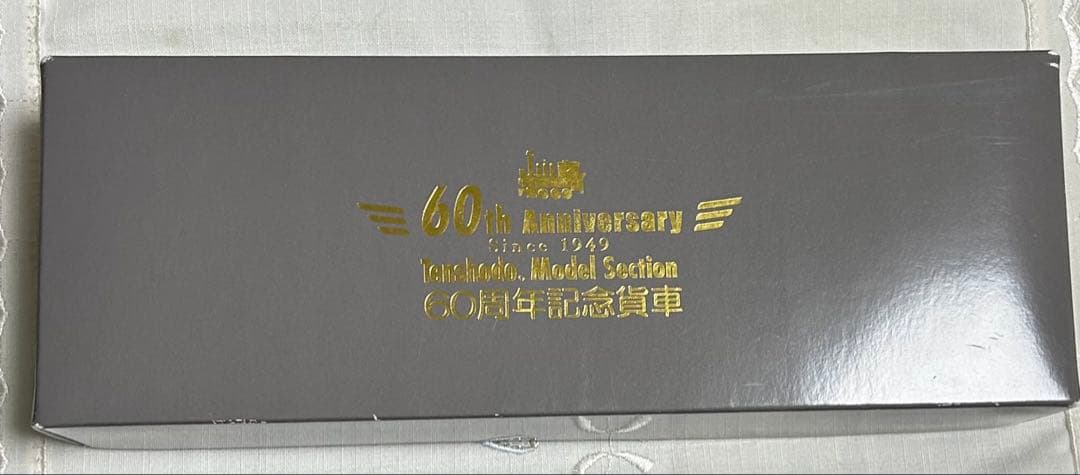 60th Anniversary
Since 1949
Tenshodo. Model Section
60周年記念貨車